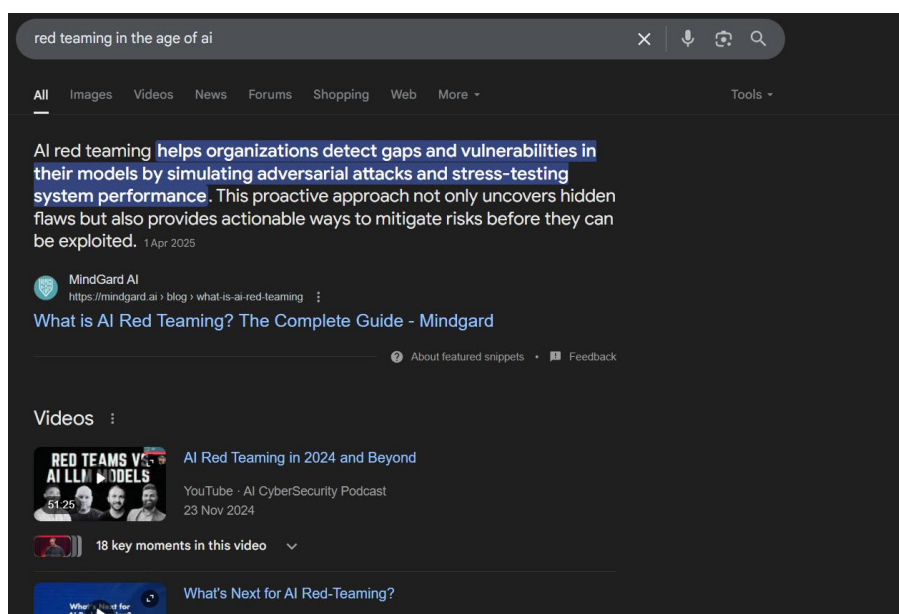 red teaming in the age of ai
All Images Videos News Forums Shopping Web More Tools
AI red teaming helps organizations detect gaps and vulnerabilities in
their models by simulating adversarial attacks and stress-testing
system performance. This proactive approach not only uncovers hidden
flaws but also provides actionable ways to mitigate risks before they can
be exploited. 1 Apr 2025
MindGard AI
https://mindgard.ai › blog › what-is-ai-red-teaming
What is AI Red Teaming? The Complete Guide - Mindgard
About featured snippets • Feedback
Videos
RED TEAMS
AI LLM MODELS
51:25
AI Red Teaming in 2024 and Beyond
YouTube · AI CyberSecurity Podcast
23 Nov 2024
18 key moments in this video
What's Next for
What's Next for AI Red-Teaming?